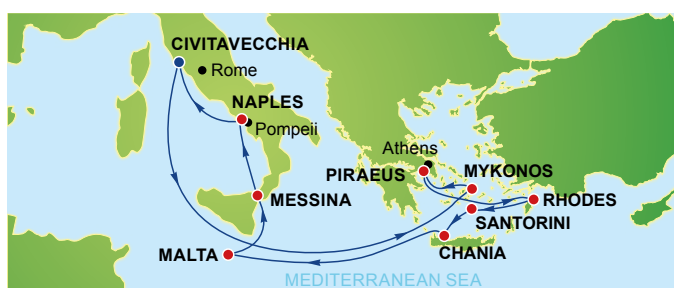 CIVITAVECCHIA
Rome
NAPLES
Pompeii
Athens
PIRAEUS
MYKONOS
MESSINA
RHODES
SANTORINI
MALTA
CHANIA
MEDITERRANEAN SEA